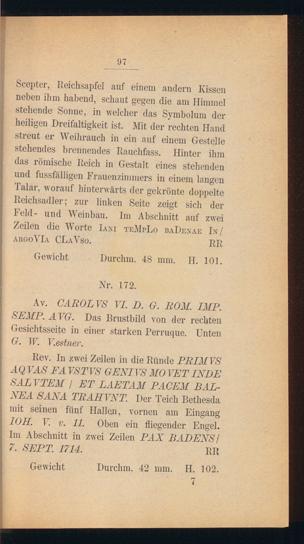 97
Scepter, Reichsapfel auf einem andern Kissen
neben ihm habend, schaut gegen die am Himmel
stehende Sonne, in welcher das Symbolum der
heiligen Dreifaltigkeit ist. Mit der rechten Hand
streut er Weihrauch in ein auf einem Gestelle
stehendes brennendes Rauchfass. Hinter ihm
das römische Reich in Gestalt eines stehenden
und fussfälligen Frauenzimmers in einem langen
Talar, worauf hinterwärts der gekrönte doppelte
Reichsadler; zur linken Seite zeigt sich der
Feld- und Weinbau. Im Abschnitt auf zwei
Zeilen die Worte IANI TEMPLO BADENAE IN/
ARGOVIA CLAVSO. RR
Gewicht Durchm. 48 mm. H. 101.
Nr. 172.
Av. CAROLVS VI. D. G. ROM. IMP.
SEMP. AVG. Das Brustbild von der rechten
Gesichtsseite in einer starken Perruque. Unten
G. W. V.estner.
Rev. In zwei Zeilen in die Ründe PRIMVS
AQVAS FAVSTVS GENIVS MOVET INDE
SALVTEM / ET LAETAM PACEM BAL-
NEA SANA TRAHVNT. Der Teich Bethesda
mit seinen fünf Hallen, vornen am Eingang
IOH. V. v. 11. Oben ein fliegender Engel.
Im Abschnitt in zwei Zeilen PAX BADENS/
7. SEPT. 1714. RR
Gewicht Durchm. 42 mm. H. 102.
7